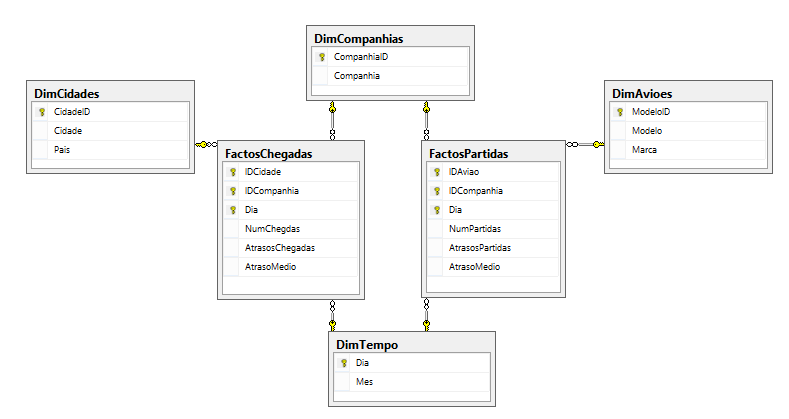 DimCompanhias
CompanhiaID
Companhia
DimCidades
CidadeID
Cidade
Pais
DimAvioes
ModeloID
Modelo
Marca
FactosChegadas
IDCidade
IDCompanhia
Dia
NumChegdas
AtrasosChegadas
AtrasoMedio
FactosPartidas
IDAviao
IDCompanhia
Dia
NumPartidas
AtrasosPartidas
AtrasoMedio
DimTempo
Dia
Mes